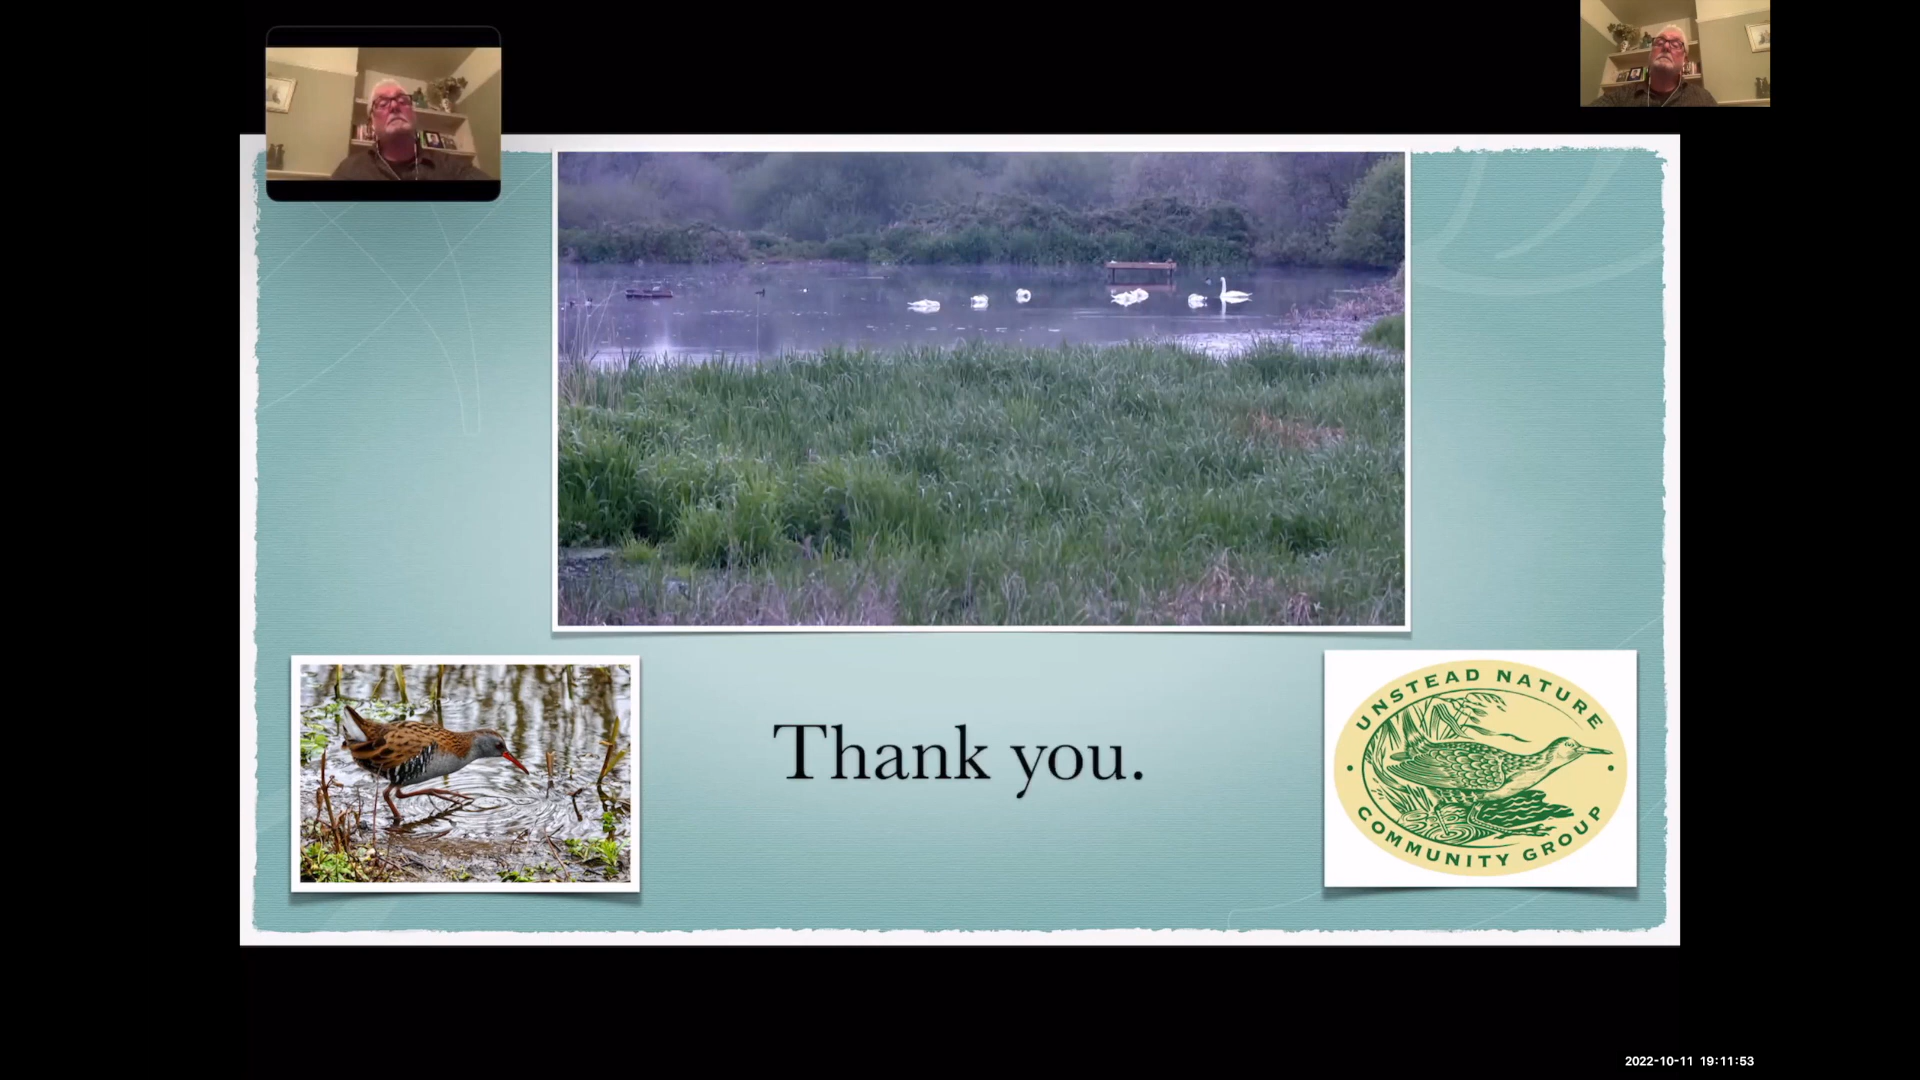 Thank you.
UNSTEAD NATURE
COMMUNITY GROUP
2022-10-11 19:11:53